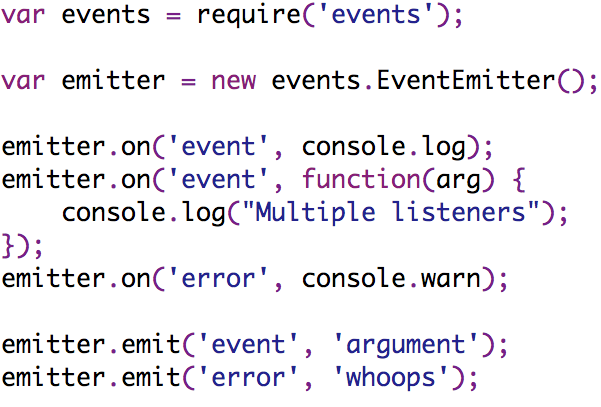 var events = require('events');
var emitter = new events.EventEmitter();
emitter.on('event', console.log);
emitter.on('event', function(arg) {
    console.log("Multiple listeners");
});
emitter.on('error', console.warn);
emitter.emit('event', 'argument');
emitter.emit('error', 'whoops');